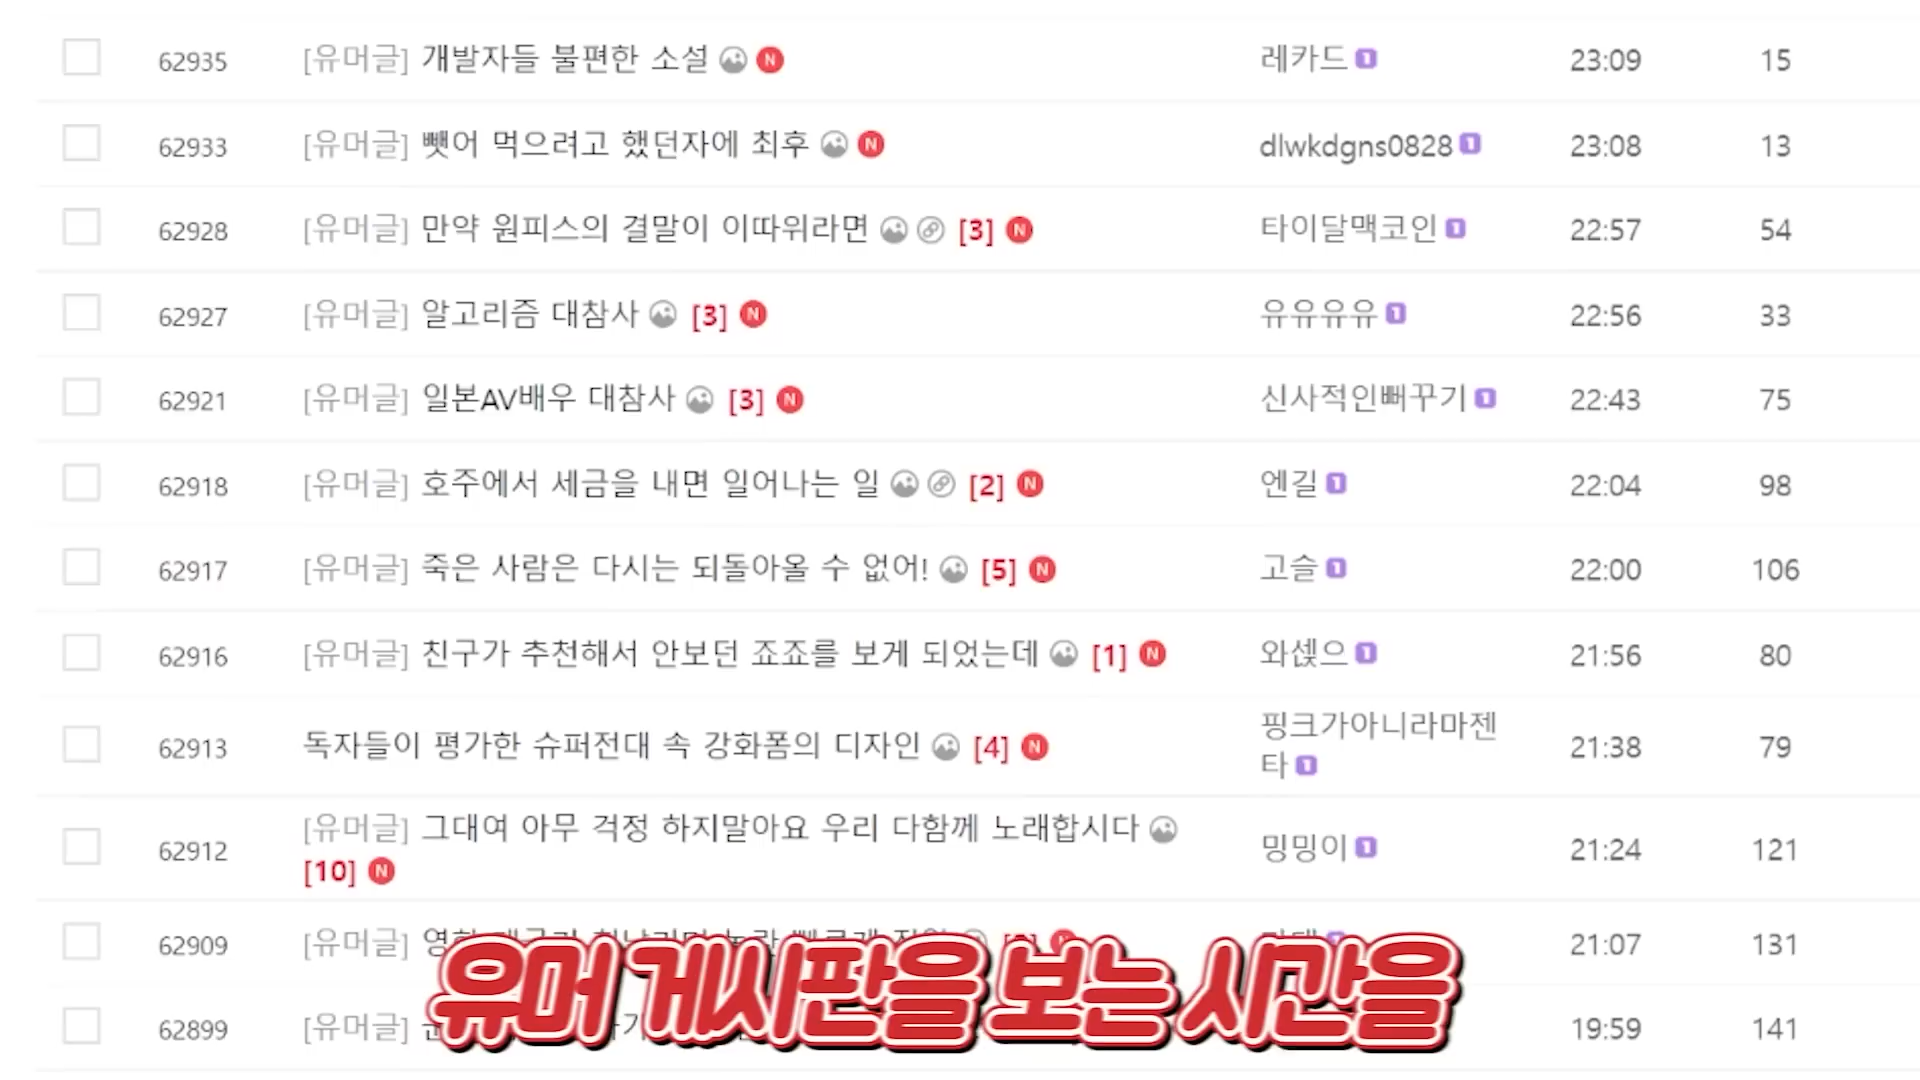 62935 [유머글] 개발자들 불편한 소설 N 레카드 1 23:09 15
62933 [유머글] 뺏어 먹으려고 했던자에 최후 N dlwkdgns0828 1 23:08 13
62928 [유머글] 만약 원피스의 결말이 이따위라면 [3] N 타이달맥코인 1 22:57 54
62927 [유머글] 알고리즘 대참사 [3] N 유유유유 1 22:56 33
62921 [유머글] 일본AV배우 대참사 [3] N 신사적인뻐꾸기 1 22:43 75
62918 [유머글] 호주에서 세금을 내면 일어나는 일 [2] N 엔길 1 22:04 98
62917 [유머글] 죽은 사람은 다시는 되돌아올 수 없어! [5] N 고슬 1 22:00 106
62916 [유머글] 친구가 추천해서 안보던 죠죠를 보게 되었는데 [1] N 와셊으 1 21:56 80
62913 독자들이 평가한 슈퍼전대 속 강화폼의 디자인 [4] N 핑크가아니라마젠 21:38 79
타 1
62912 [유머글] 그대여 아무 걱정 하지말아요 우리 다함께 노래합시다 밍밍이 1 21:24 121
[10] N
62909 [유머글] 21:07 131
62899 [유머글] 19:59 141
유머 게시판을 보는 시간을